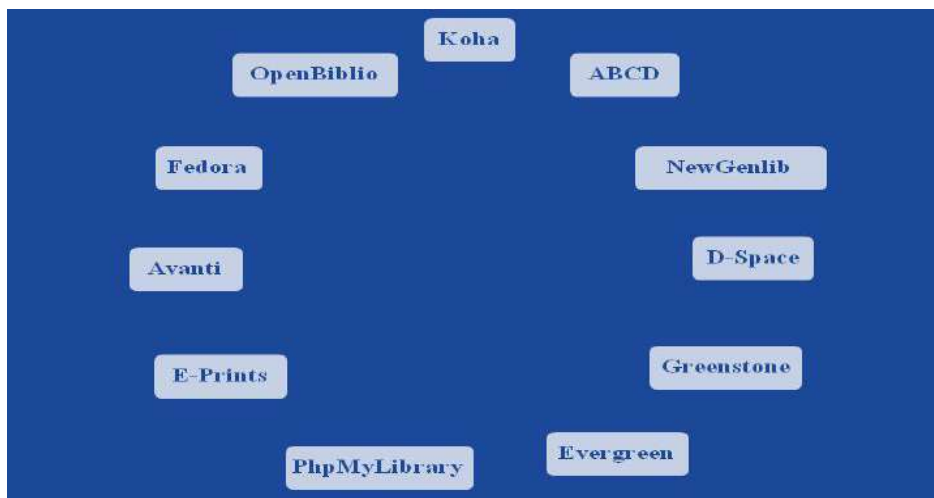 Koha
OpenBiblio
ABCD
Fedora
NewGenlib
D-Space
Avanti
Greenstone
E-Prints
Evergreen
PhpMyLibrary